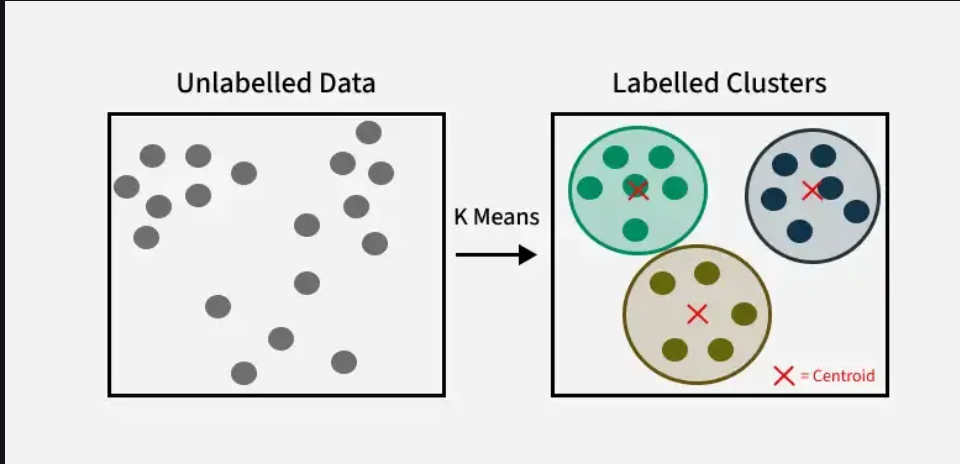 Unlabelled Data
Labelled Clusters
K Means
= Centroid